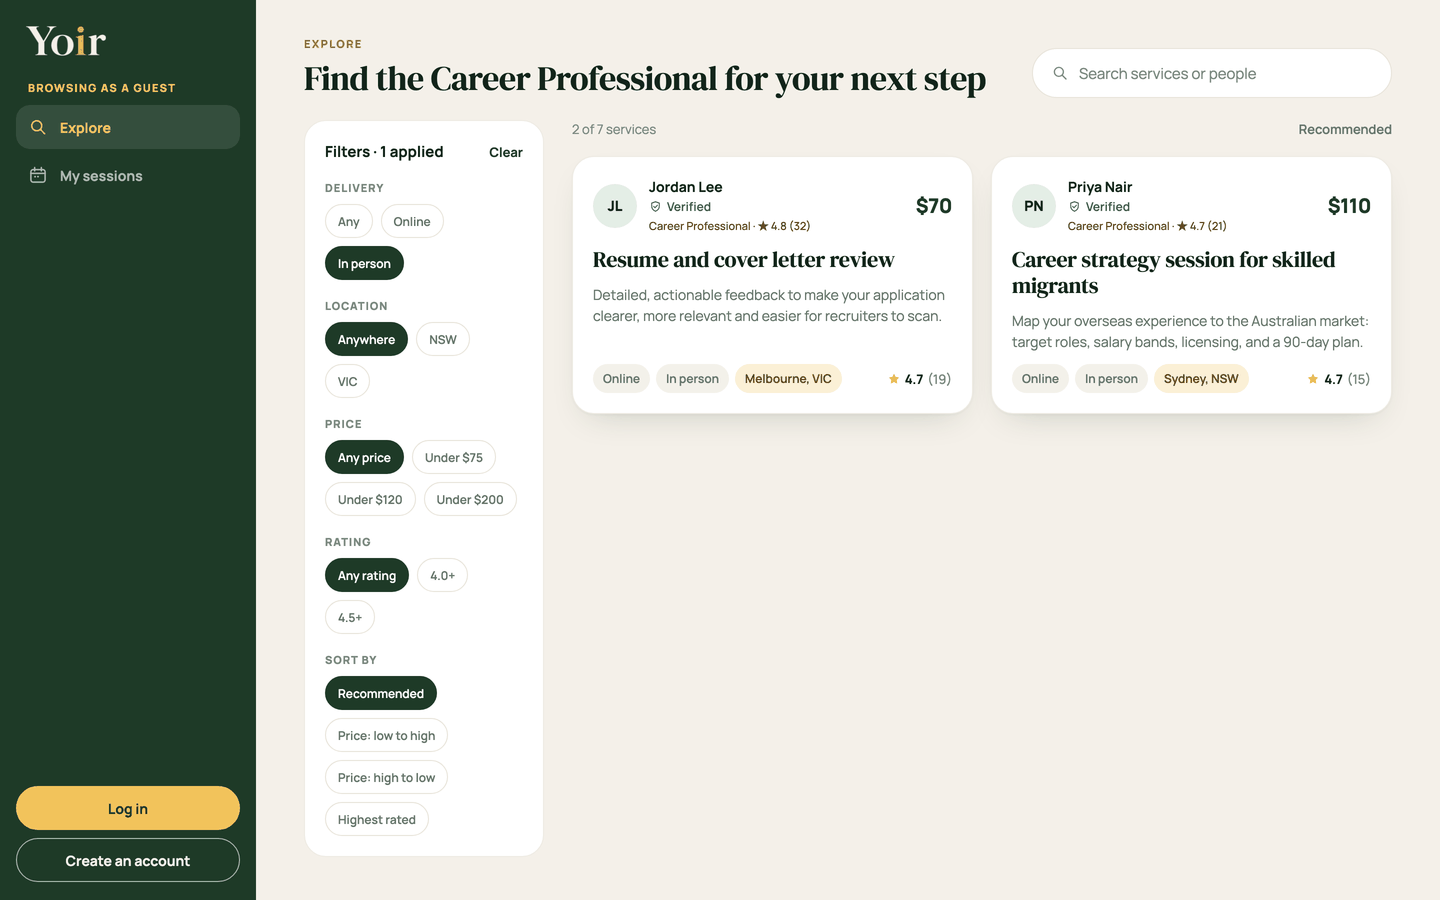 Yoir
BROWSING AS A GUEST
Explore
My sessions
Log in
Create an account
EXPLORE
Find the Career Professional for your next step
Search services or people
Filters · 1 applied
Clear
DELIVERY
Any
Online
In person
LOCATION
Anywhere
NSW
VIC
PRICE
Any price
Under $75
Under $120
Under $200
RATING
Any rating
4.0+
4.5+
SORT BY
Recommended
Price: low to high
Price: high to low
Highest rated
2 of 7 services
Recommended
JL
Jordan Lee
Verified
Career Professional · ★ 4.8 (32)
$70
Resume and cover letter review
Detailed, actionable feedback to make your application
clearer, more relevant and easier for recruiters to scan.
Online
In person
Melbourne, VIC
★ 4.7 (19)
PN
Priya Nair
Verified
Career Professional · ★ 4.7 (21)
$110
Career strategy session for skilled
migrants
Map your overseas experience to the Australian market:
target roles, salary bands, licensing, and a 90-day plan.
Online
In person
Sydney, NSW
★ 4.7 (15)